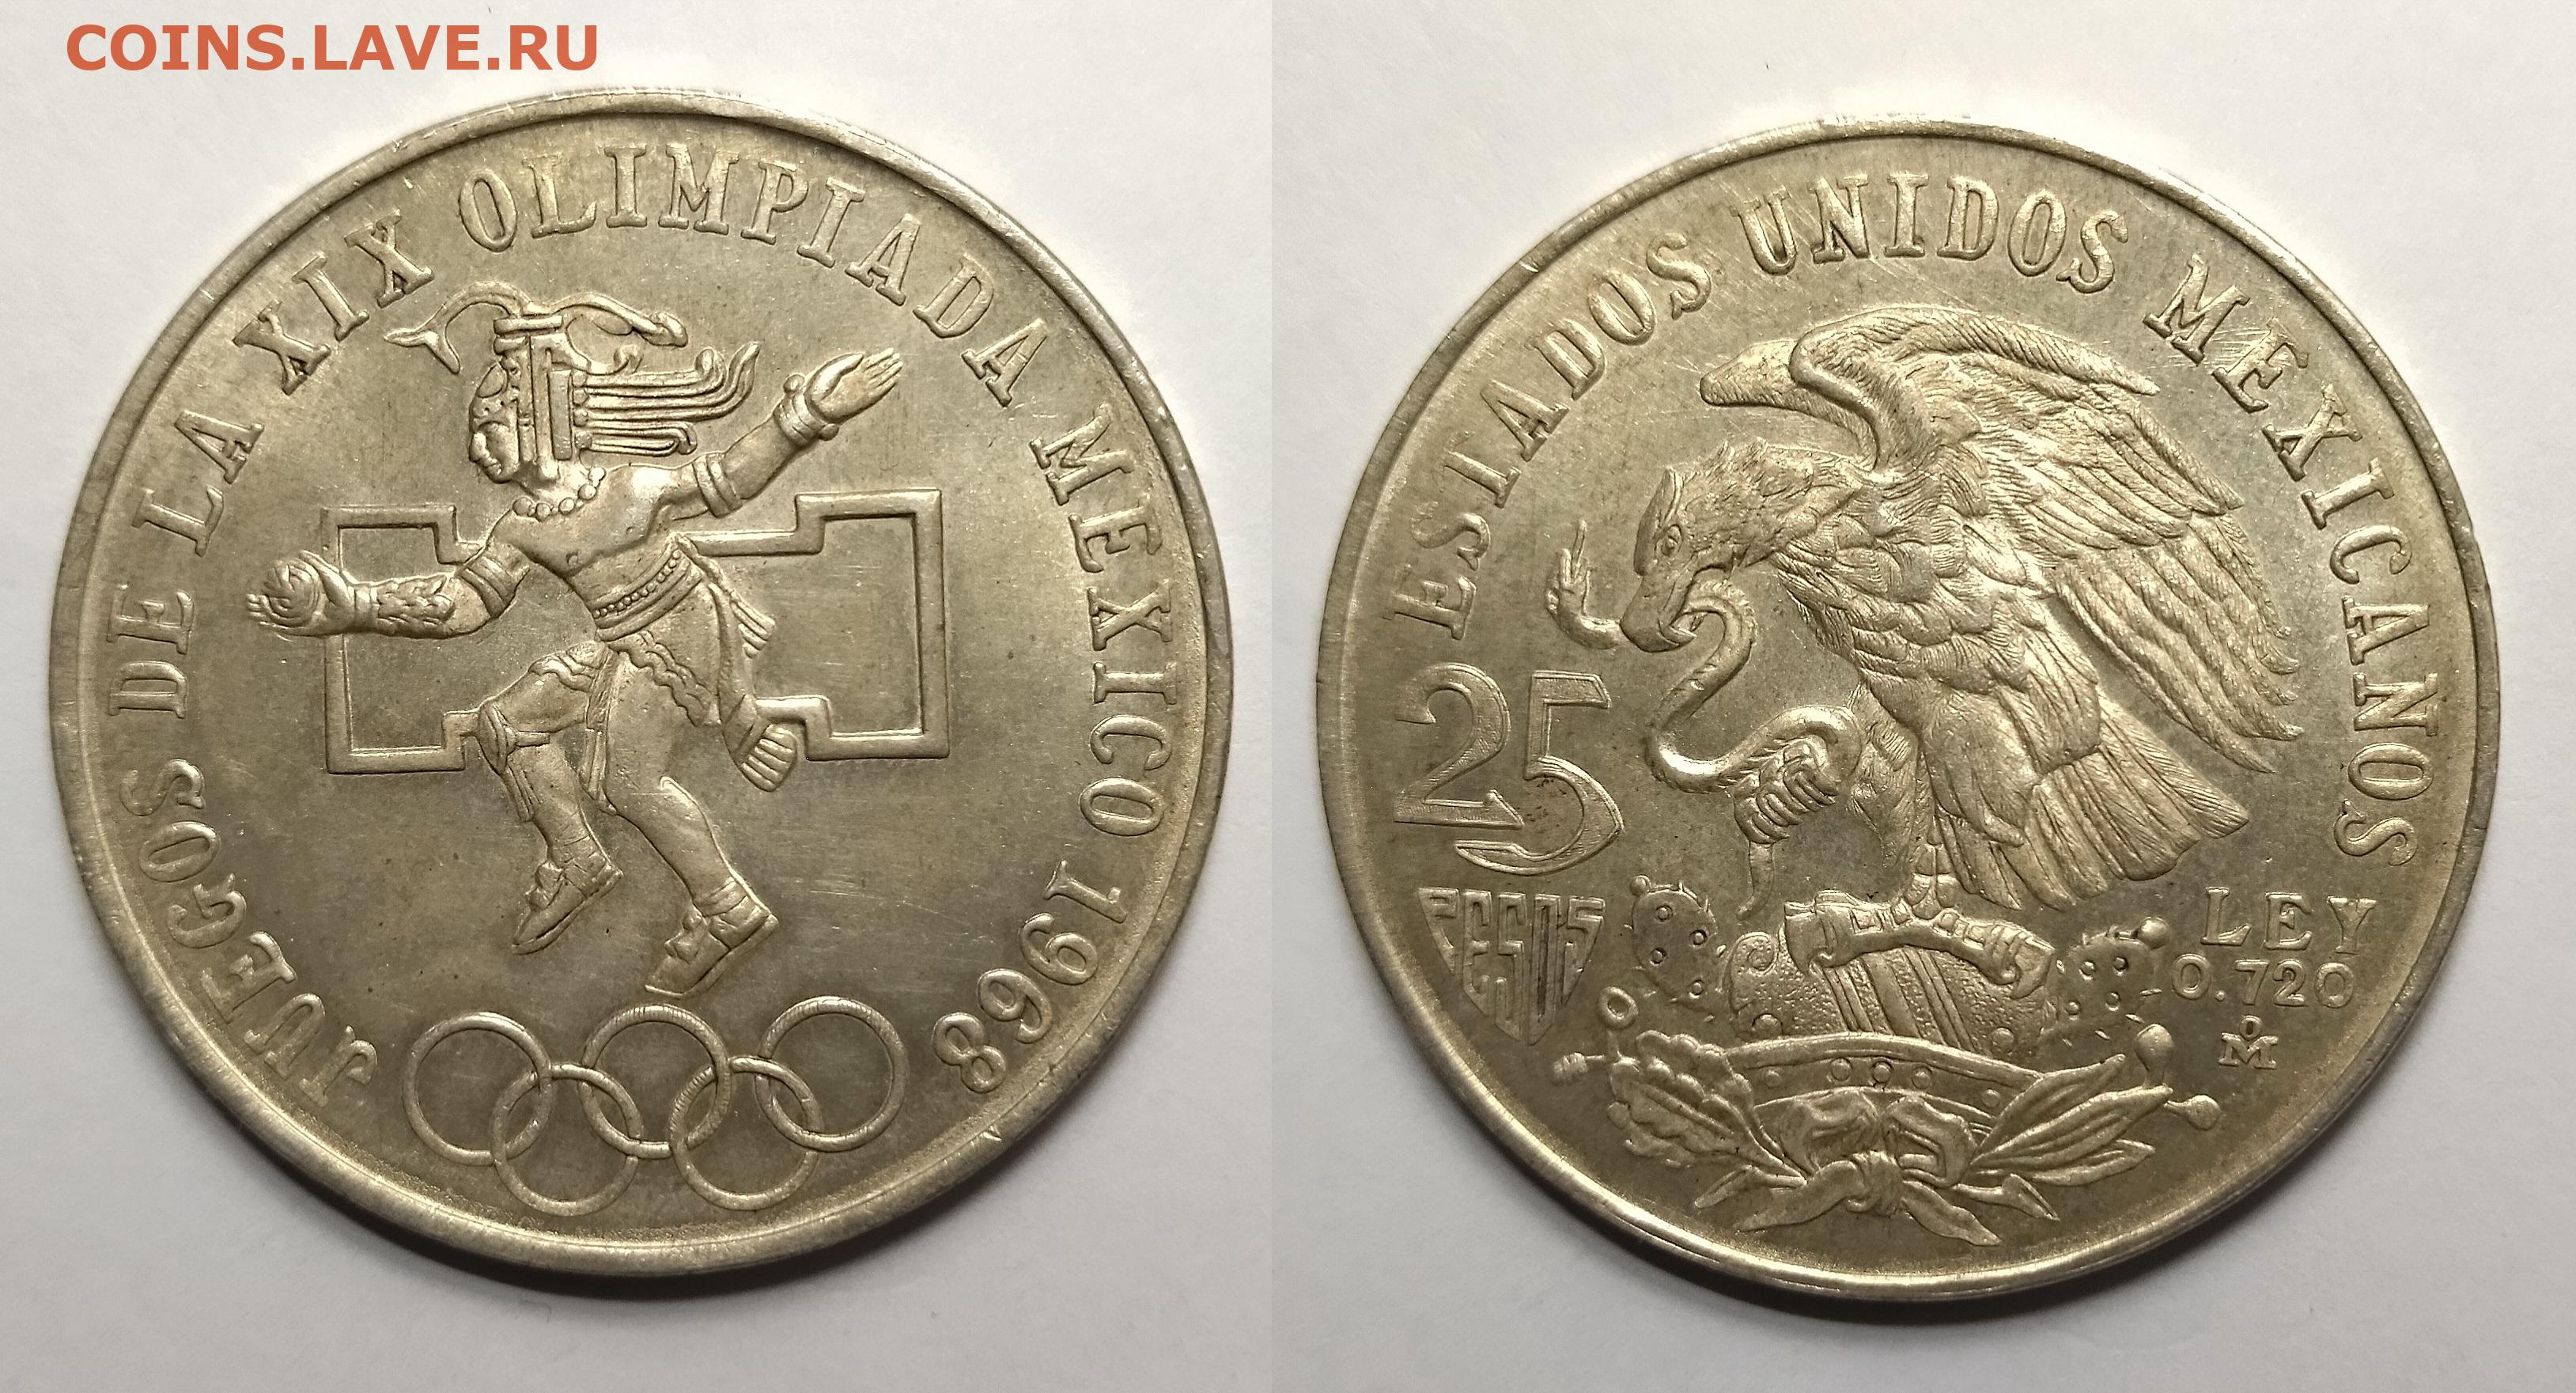 COINS.LAVE.RU
JUEGOS DE LA XIX OLIMPIADA MEXICO 1968
ESTADOS UNIDOS MEXICANOS
25
PESOS
LEY
0.720
Mo